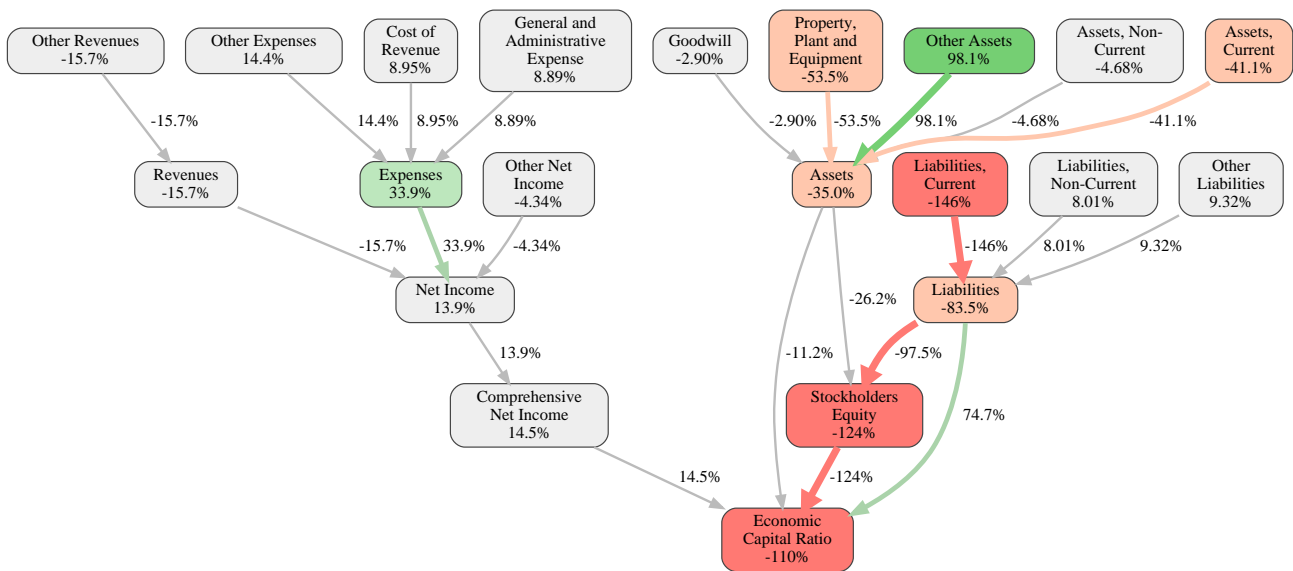 Other Revenues
-15.7%
Other Expenses
14.4%
Cost of
Revenue
8.95%
General and
Administrative
Expense
8.89%
Goodwill
-2.90%
Property,
Plant and
Equipment
-53.5%
Other Assets
98.1%
Assets, Non-
Current
-4.68%
Assets,
Current
-41.1%
-15.7%
14.4%
8.95%
8.89%
-2.90%
-53.5%
98.1%
-4.68%
-41.1%
Revenues
-15.7%
Expenses
33.9%
Other Net
Income
-4.34%
Assets
-35.0%
Liabilities,
Current
-146%
Liabilities,
Non-Current
8.01%
Other
Liabilities
9.32%
-15.7%
33.9%
-4.34%
-146%
8.01%
9.32%
Net Income
13.9%
-26.2%
Liabilities
-83.5%
13.9%
-11.2%
-97.5%
Comprehensive
Net Income
14.5%
Stockholders
Equity
-124%
74.7%
14.5%
-124%
Economic
Capital Ratio
-110%